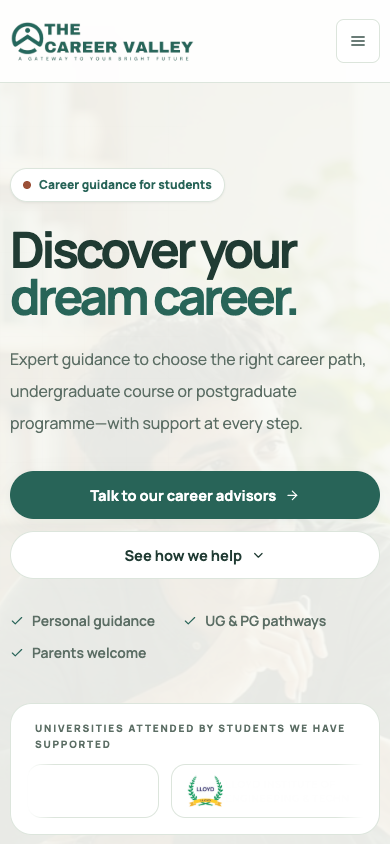 THE
CAREER VALLEY
A GATEWAY TO YOUR BRIGHT FUTURE
Career guidance for students
Discover your
dream career.
Expert guidance to choose the right career path,
undergraduate course or postgraduate
programme—with support at every step.
Talk to our career advisors
See how we help
Personal guidance
UG & PG pathways
Parents welcome
UNIVERSITIES ATTENDED BY STUDENTS WE HAVE
SUPPORTED
LLOYD